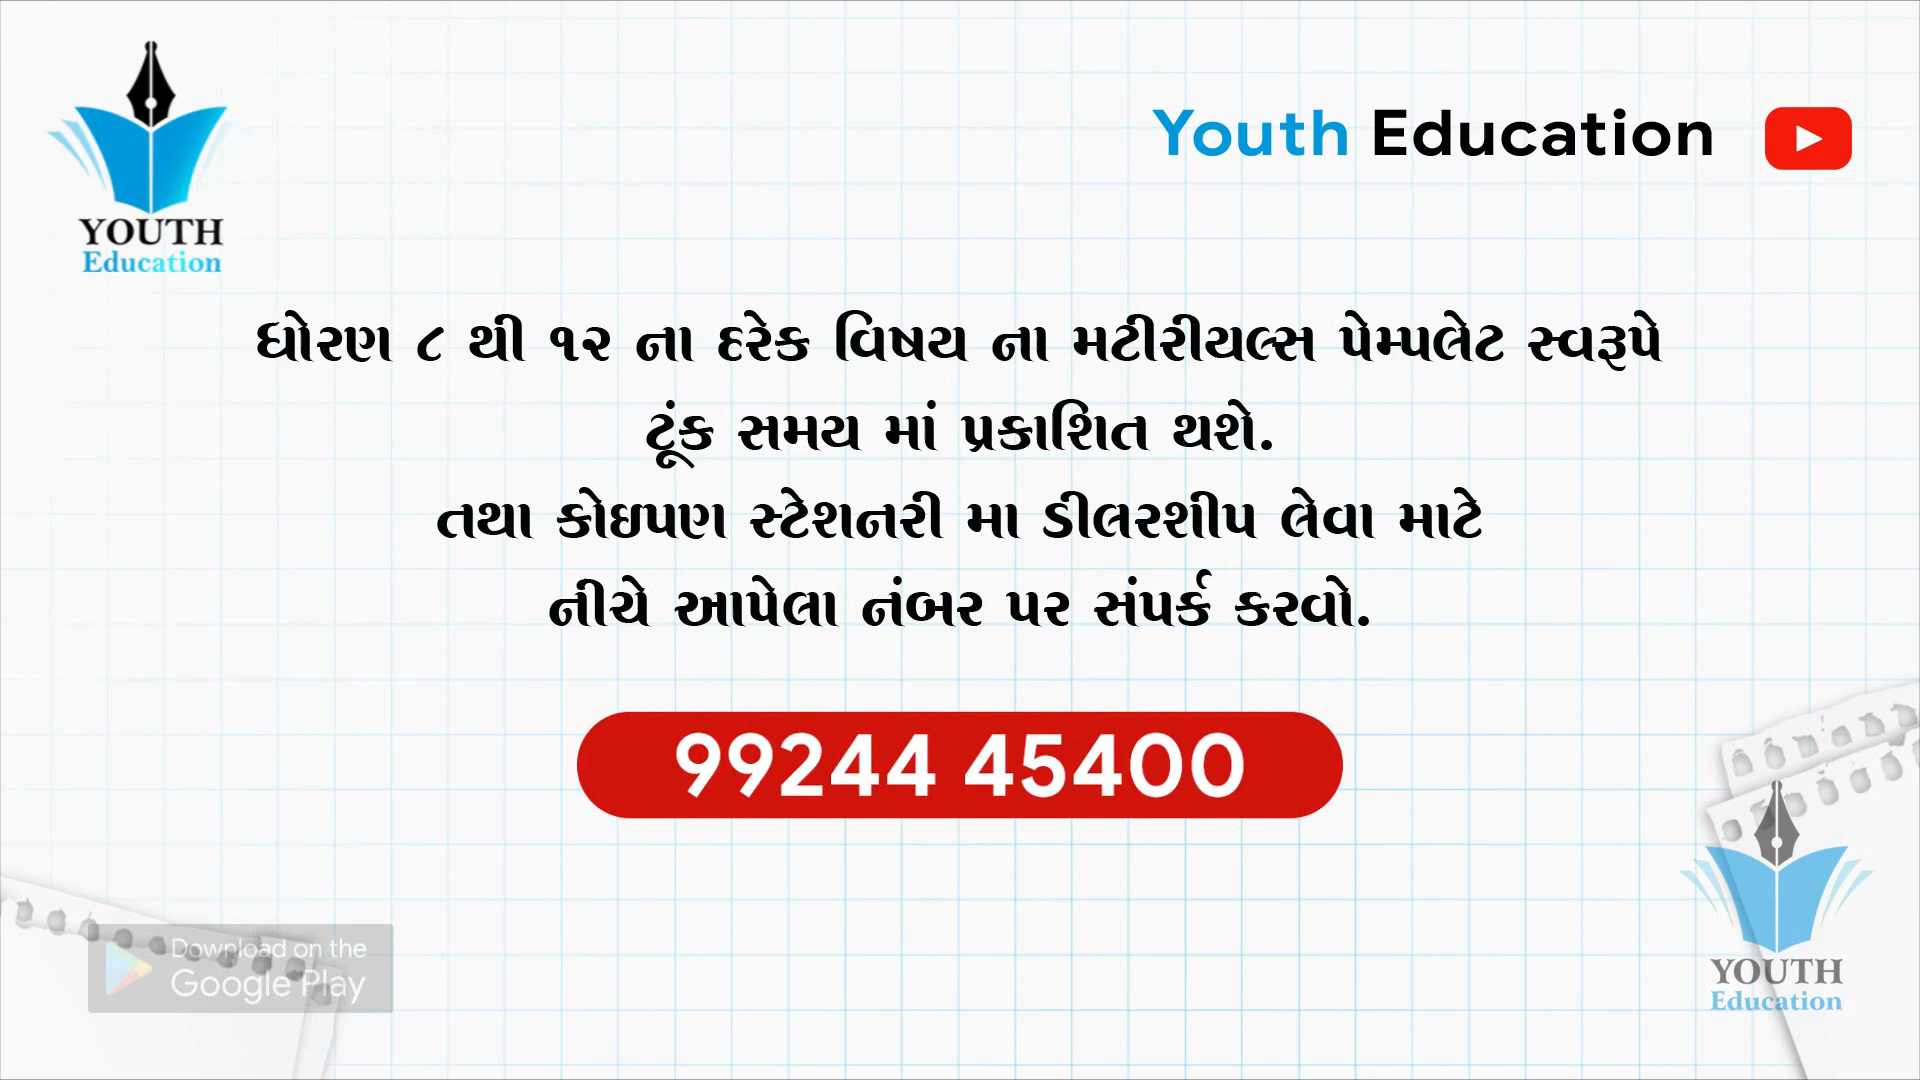 YOUTH
Education
Youth Education
ધોરણ ૮ થી ૧૨ ના દરેક વિષય ના મટીરીયલ્સ પેમ્પલેટ સ્વરૂપે
ટૂંક સમય માં પ્રકાશિત થશે.
તથા કોઇપણ સ્ટેશનરી મા ડીલરશીપ લેવા માટે
નીચે આપેલા નંબર પર સંપર્ક કરવો.
99244 45400
Download on the
Google Play
YOUTH
Education